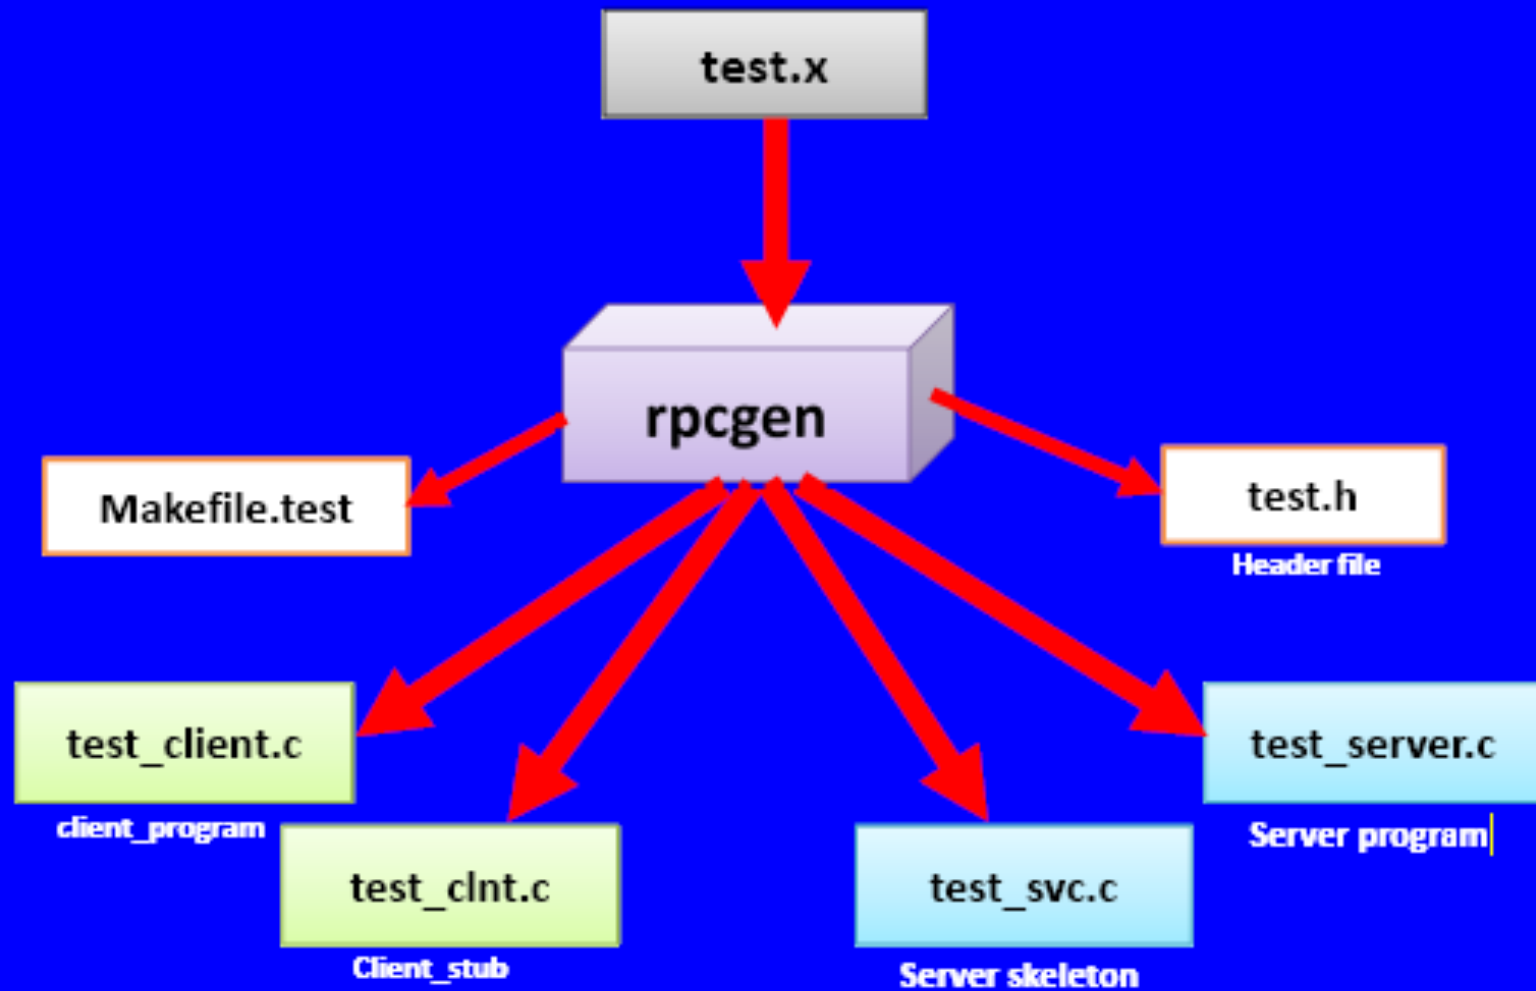 test.x
rpcgen
Makefile.test
test.h
Header file
test_client.c
client_program
test_server.c
Server program
test_clnt.c
Client_stub
test_svc.c
Server skeleton